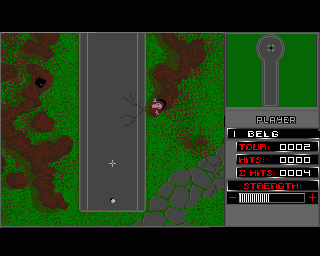 PLAYER
1 BELG
TOUR: 0002
HITS: 0000
Σ HITS: 0004
STRENGTH:
- +